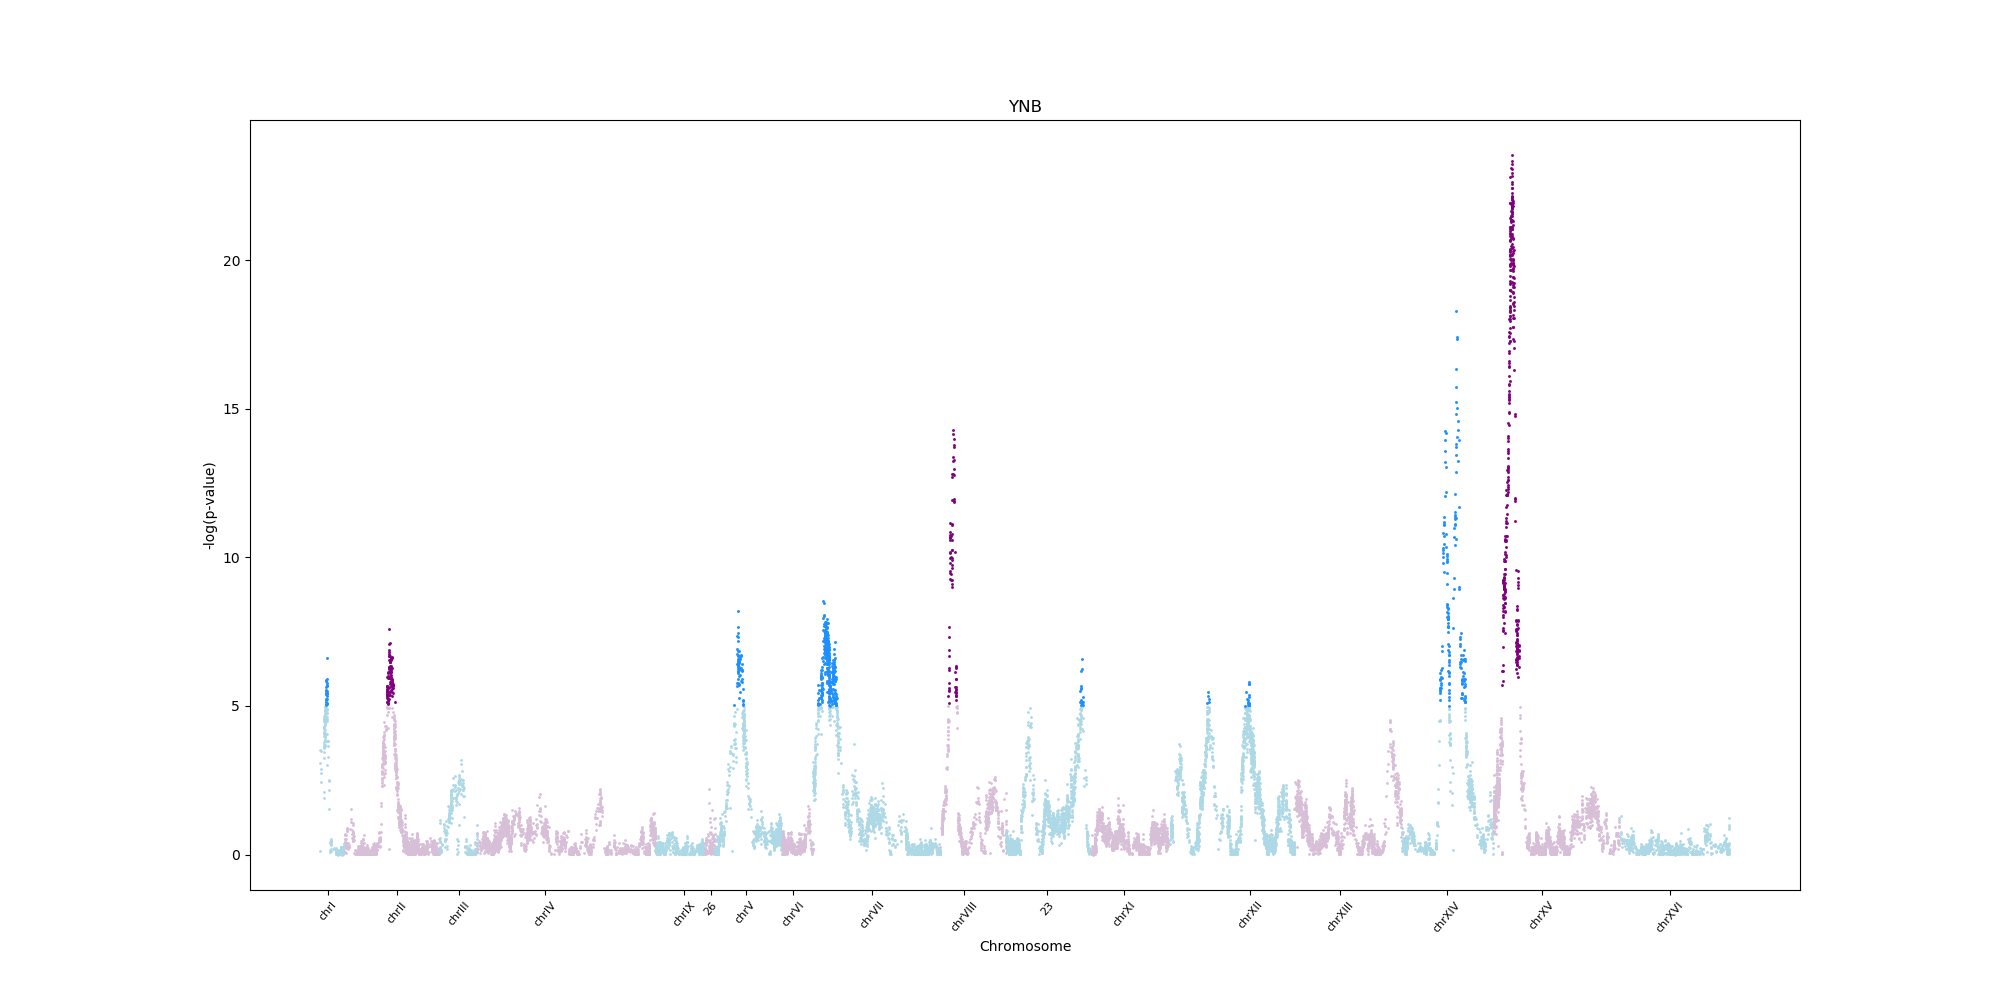 YNB
-log(p-value)
20
15
10
5
0
chrI
chrII
chrIII
chrIV
chrIX
26
chrV
chrVI
chrVII
chrVIII
23
chrXI
chrXII
chrXIII
chrXIV
chrXV
chrXVI
Chromosome